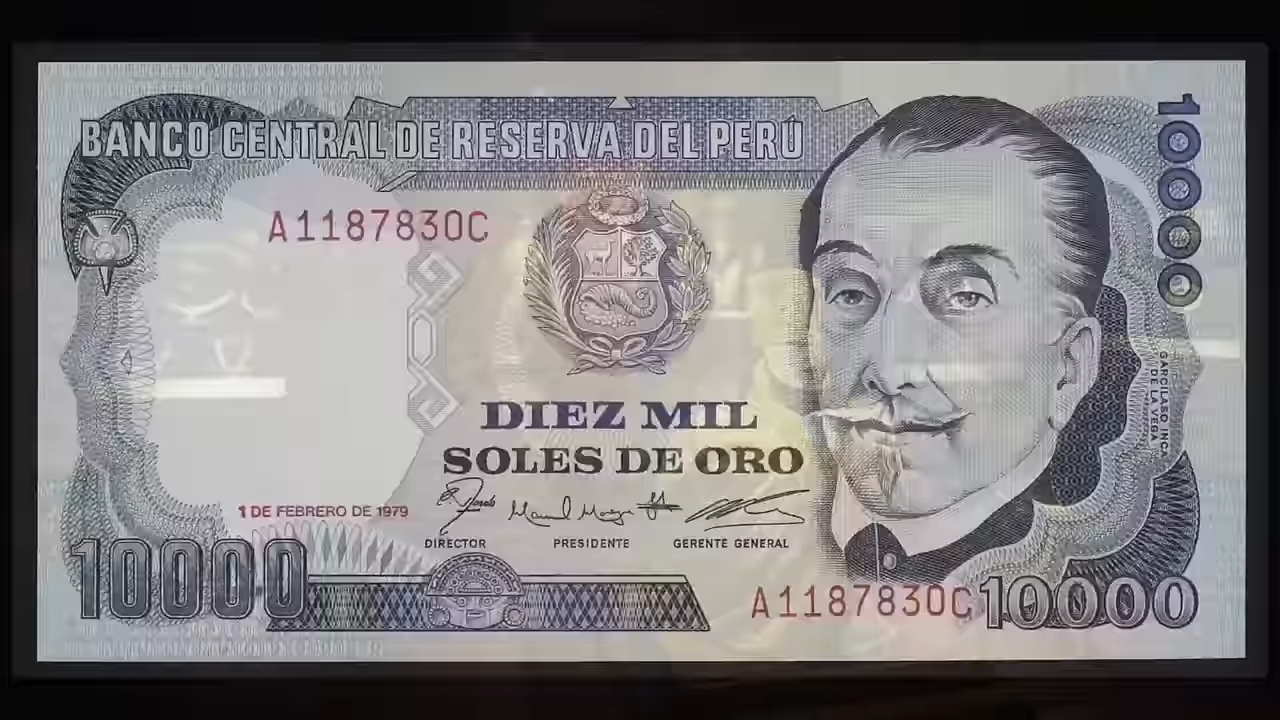 BANCO CENTRAL DE RESERVA DEL PERÚ
10000
A1187830C
GARCILASO INCA
DE LA VEGA
DIEZ MIL
SOLES DE ORO
1 DE FEBRERO DE 1979
DIRECTOR
PRESIDENTE
GERENTE GENERAL
10000
A1187830C
10000